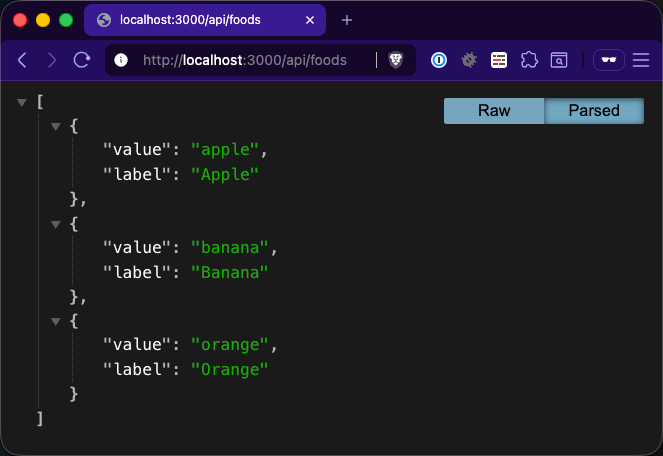 localhost:3000/api/foods
http://localhost:3000/api/foods
Raw Parsed
[
{
"value": "apple",
"label": "Apple"
},
{
"value": "banana",
"label": "Banana"
},
{
"value": "orange",
"label": "Orange"
}
]